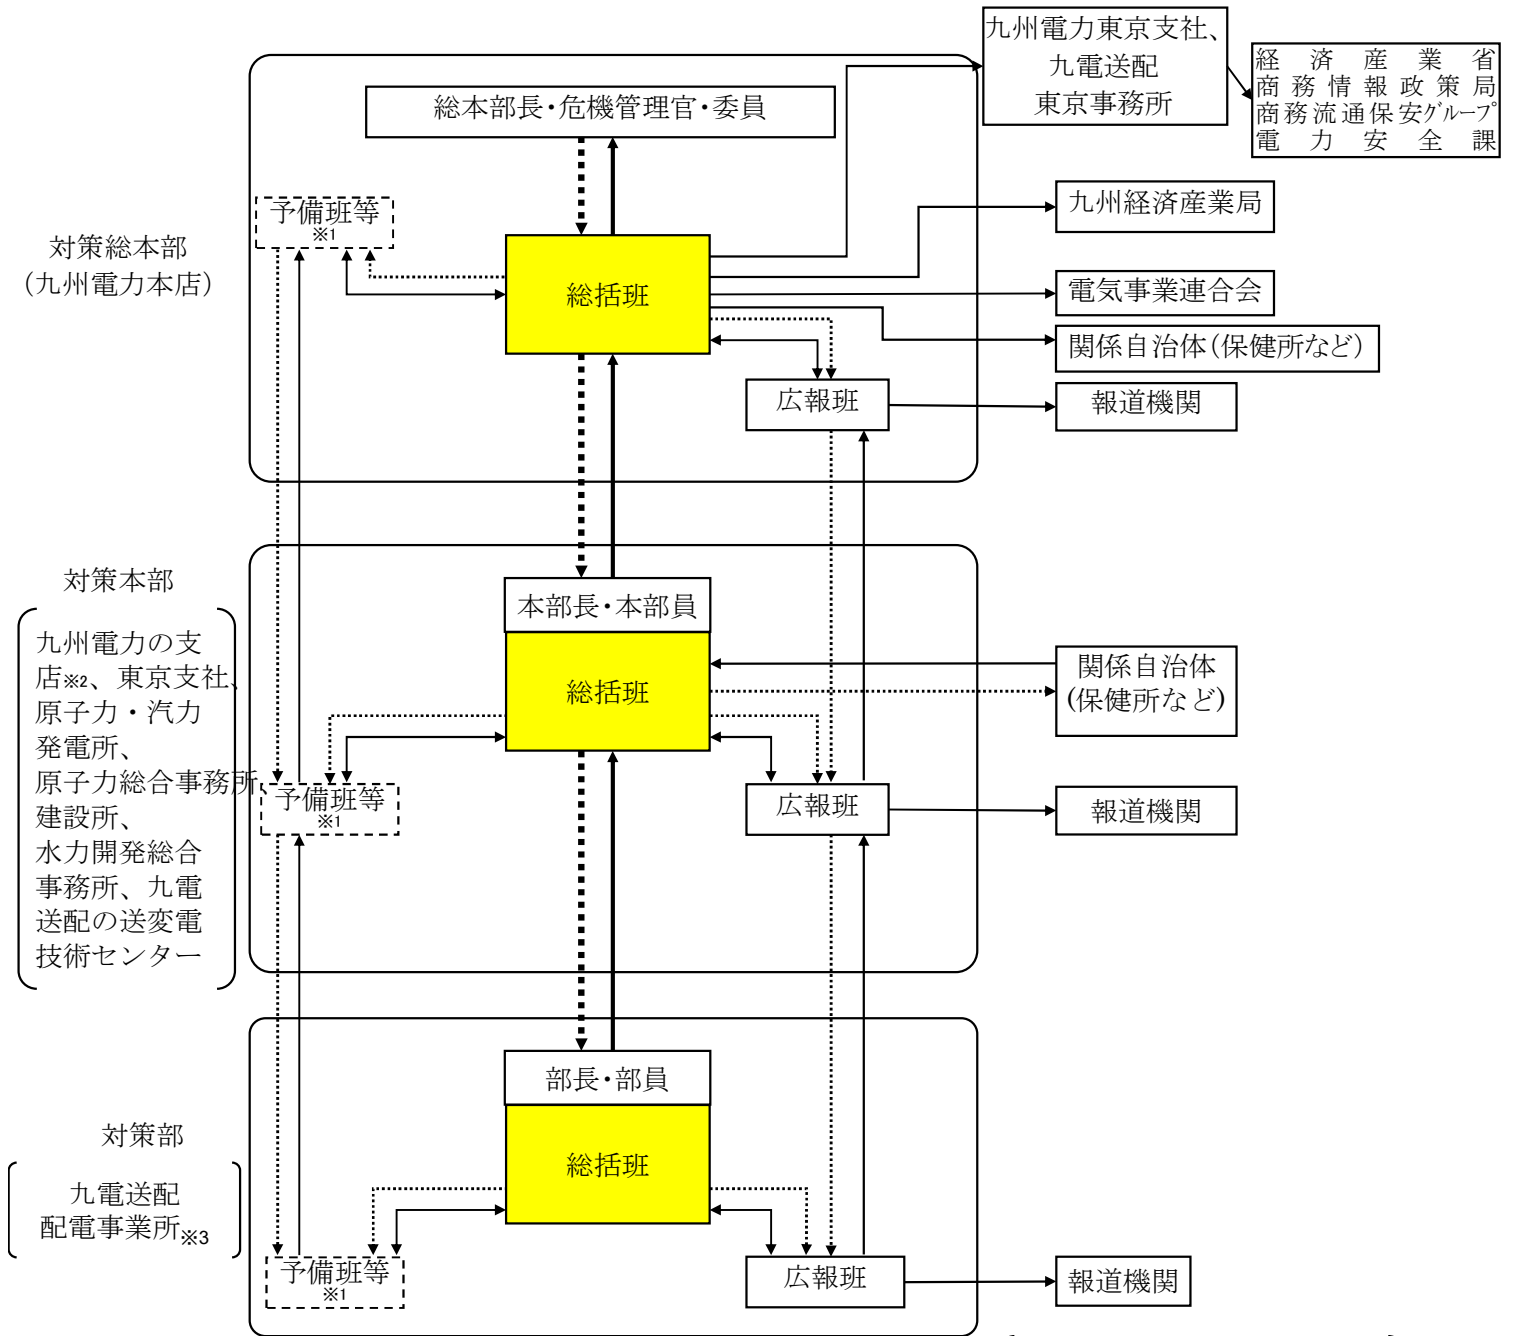 九州電力東京支社、
九電送配
東京事務所
経済産業省
商務情報政策局
商務流通保安グループ
電力安全課
総本部長・危機管理官・委員
予備班等
※1
対策総本部
（九州電力本店）
総括班
九州経済産業局
電気事業連合会
関係自治体（保健所など）
広報班
報道機関
対策本部
九州電力の支
店※2、東京支社、
原子力・汽力
発電所、
原子力総合事務所、
建設所、
水力開発総合
事務所、九電
送配の送変電
技術センター
本部長・本部員
総括班
関係自治体
（保健所など）
予備班等
※1
広報班
報道機関
対策部
九電送配
配電事業所※3
部長・部員
総括班
予備班等
※1
広報班
報道機関